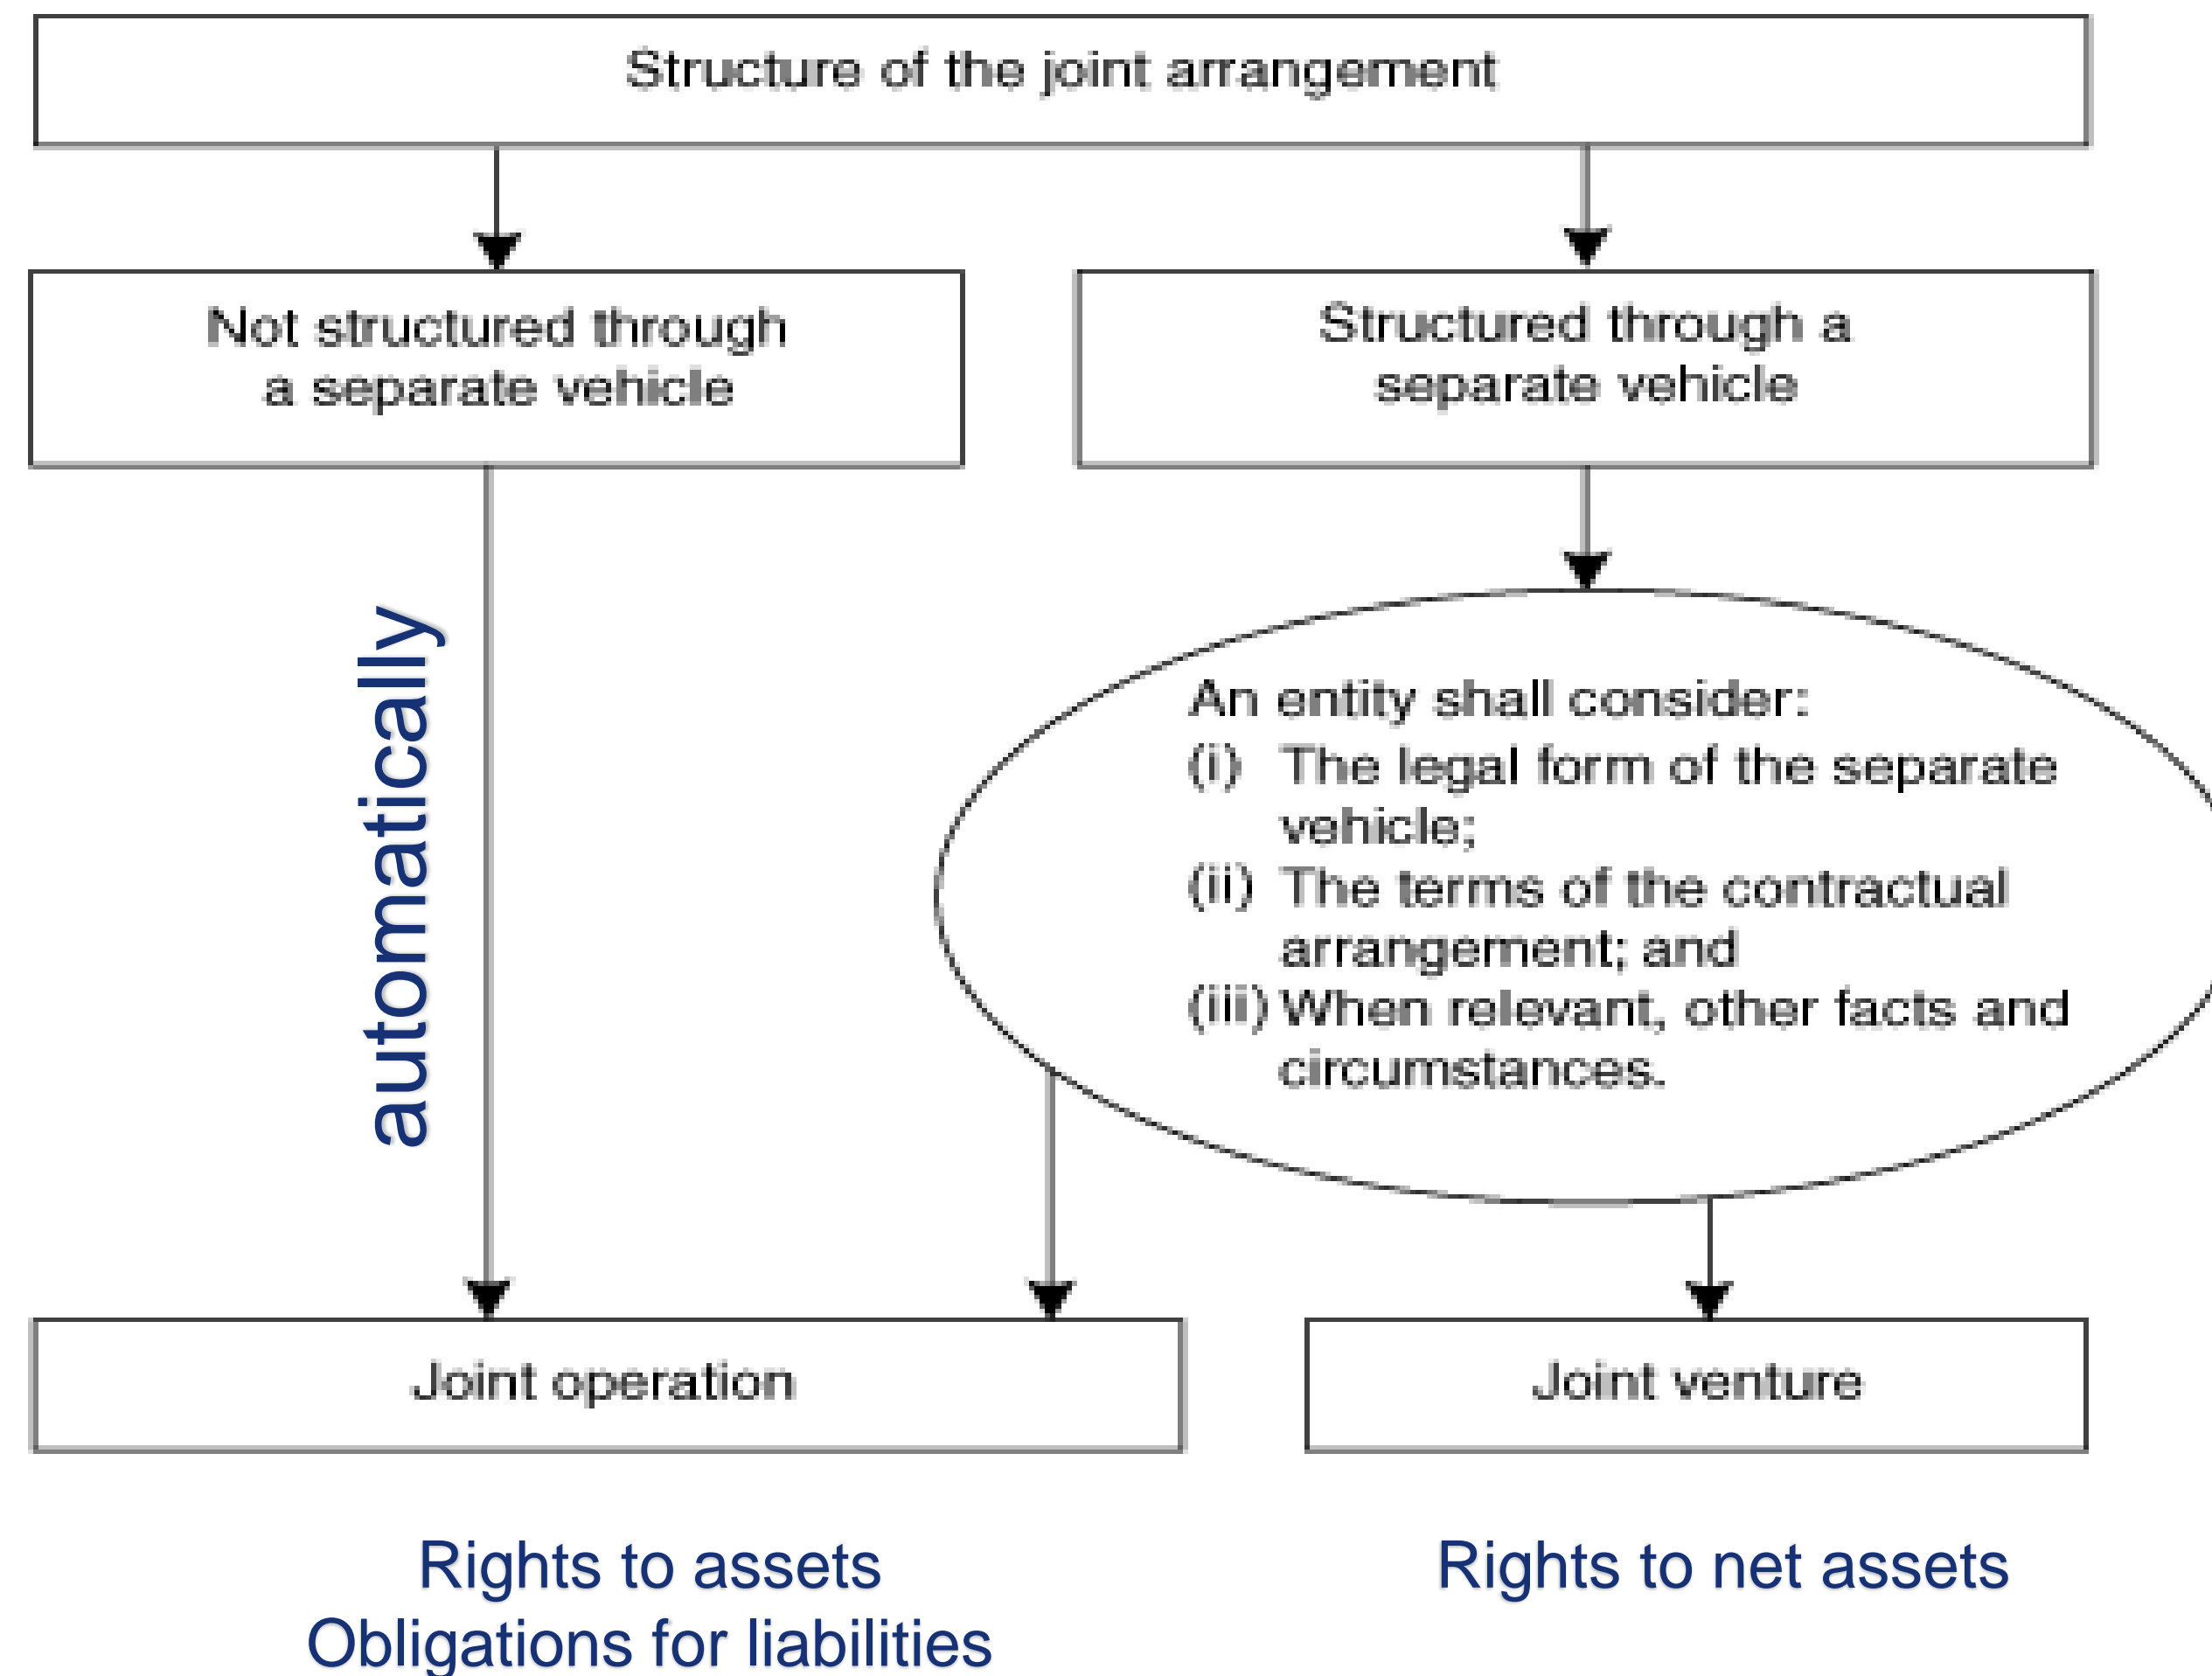 Structure of the joint arrangement
Not structured through
a separate vehicle
Structured through a
separate vehicle
automatically
An entity shall consider:
(i) The legal form of the separate
vehicle;
(ii) The terms of the contractual
arrangement; and
(iii) When relevant, other facts and
circumstances.
Joint operation
Joint venture
Rights to assets
Obligations for liabilities
Rights to net assets